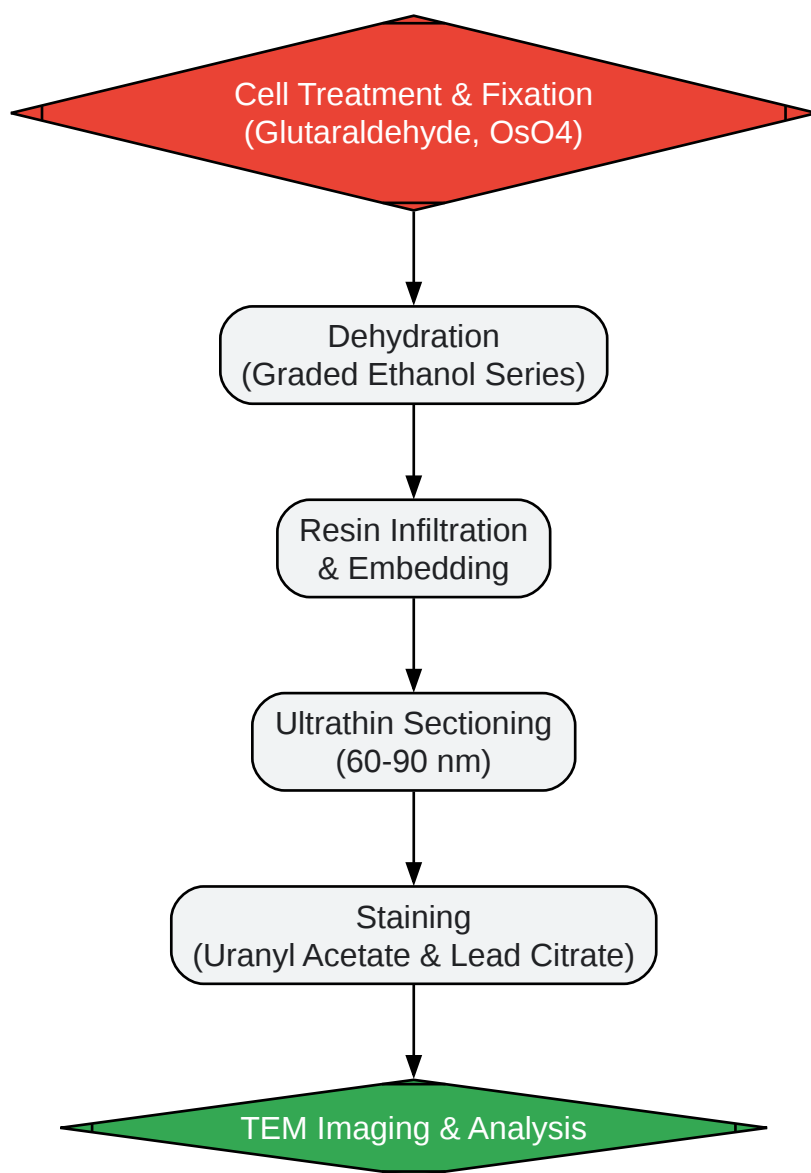 Cell Treatment & Fixation
(Glutaraldehyde, OsO4)
Dehydration
(Graded Ethanol Series)
Resin Infiltration
& Embedding
Ultrathin Sectioning
(60-90 nm)
Staining
(Uranyl Acetate & Lead Citrate)
TEM Imaging & Analysis